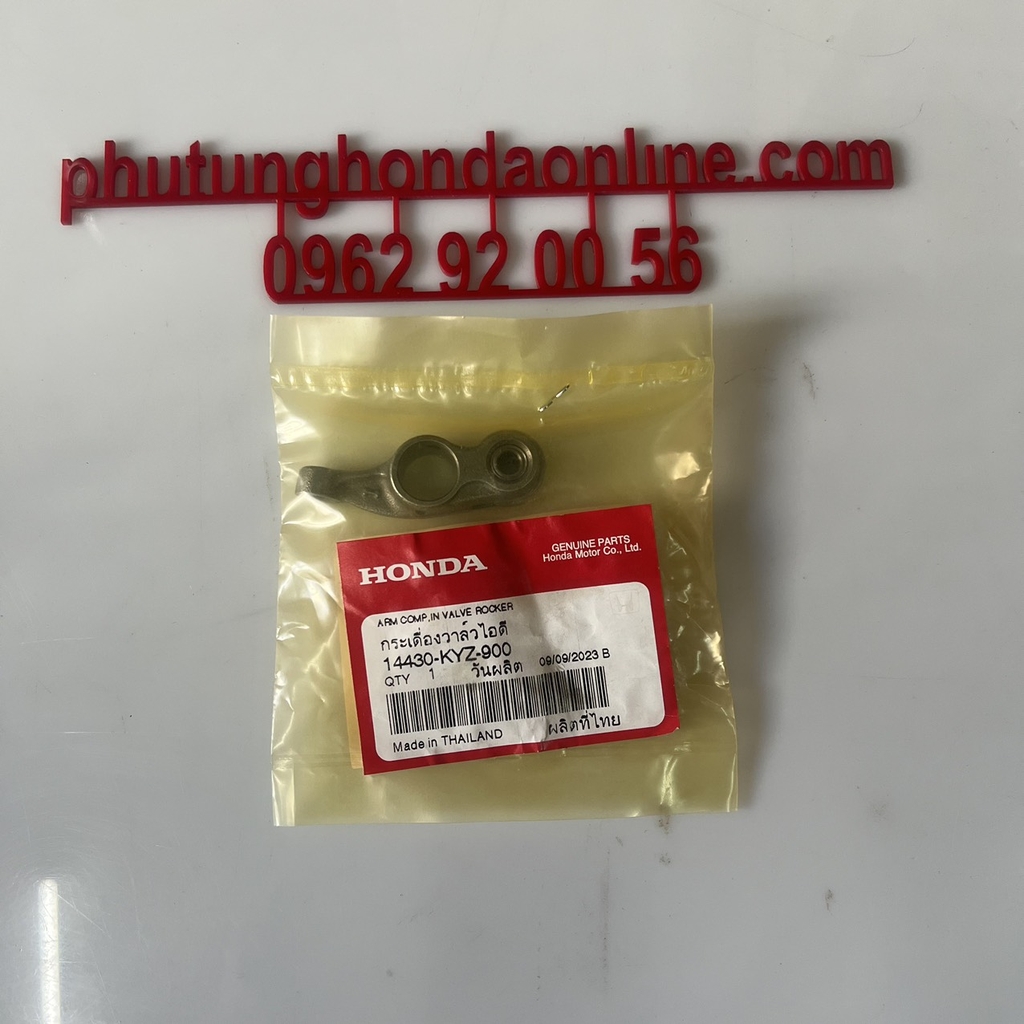 phutunghondaonline.com
0962 92 00 56
HONDA
GENUINE PARTS
Honda Motor Co., Ltd.
ARM COMP.,IN VALVE ROCKER
กระเดื่องวาล์วไอดี
14430-KYZ-900
QTY 1 วันผลิต 09/09/2023 B
Made in THAILAND ผลิตที่ไทย